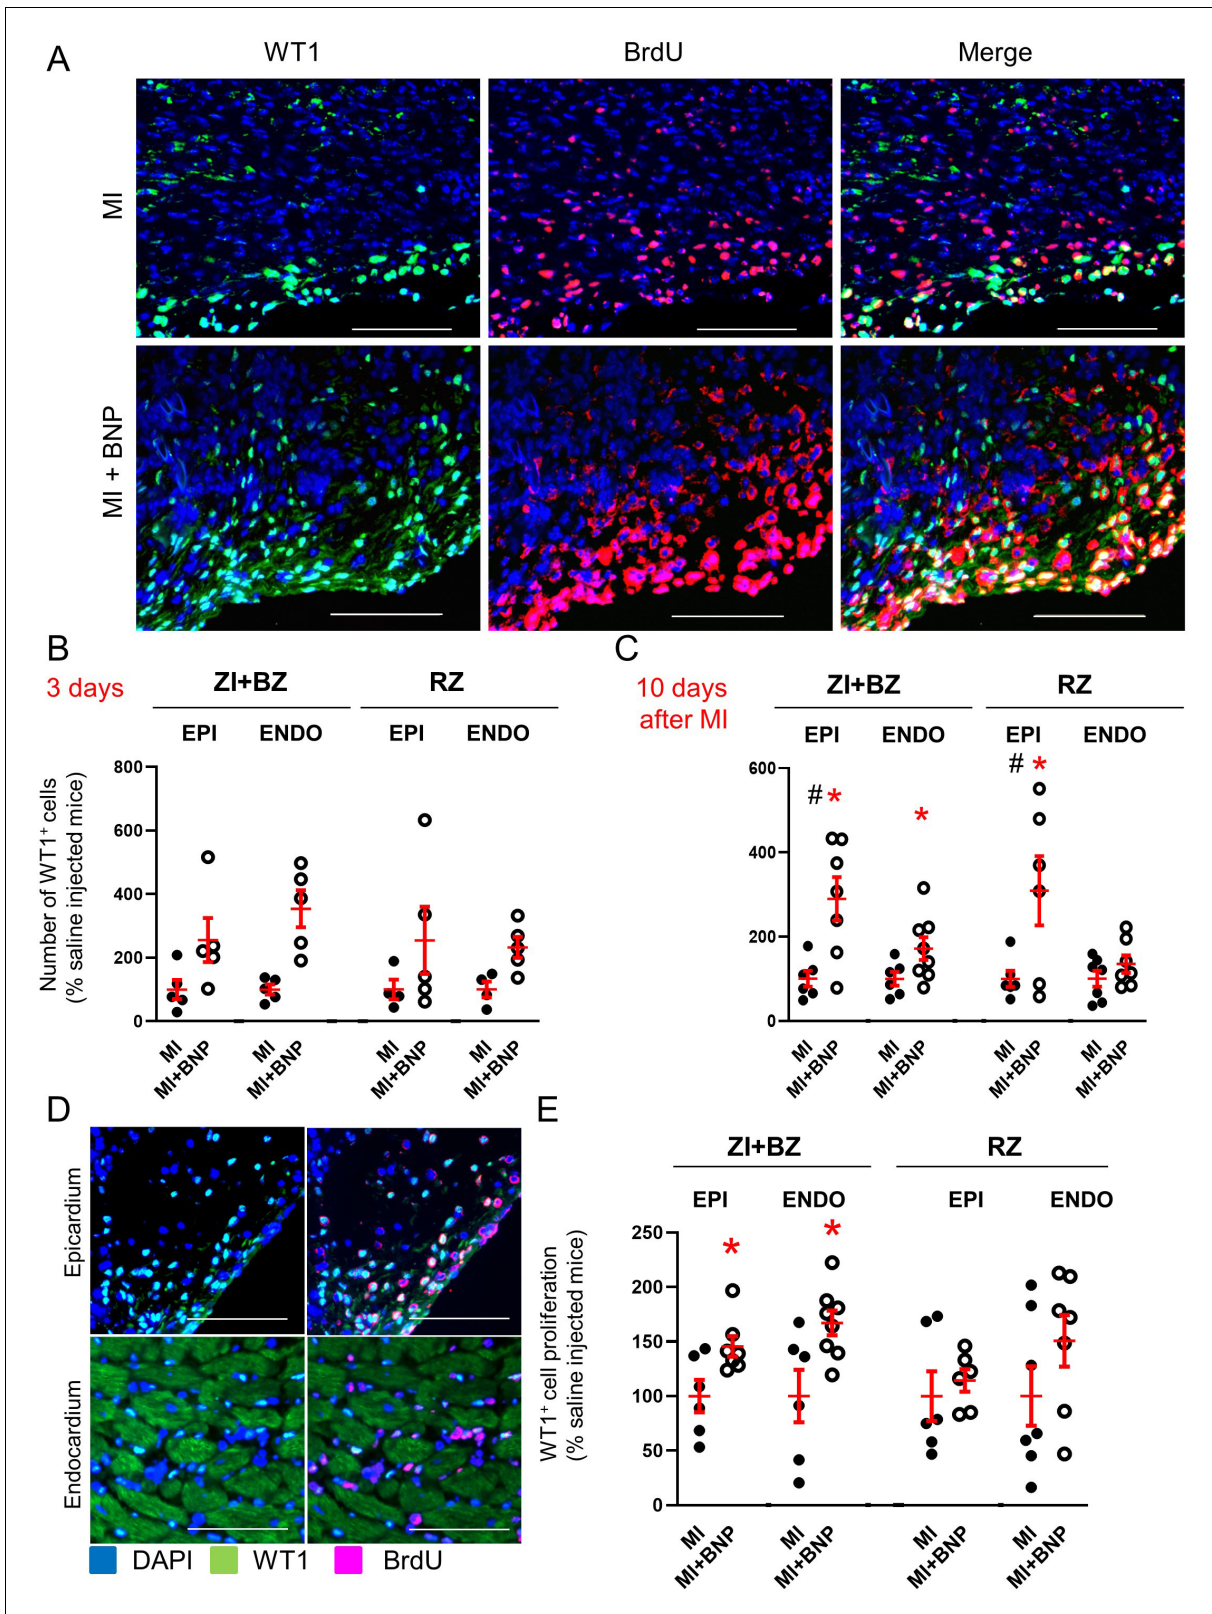 A
WT1
BrdU
Merge
MI
MI + BNP
B
3 days
ZI+BZ
RZ
EPI
ENDO
EPI
ENDO
Number of WT1+ cells
(% saline injected mice)
800
600
400
200
0
MI
MI+BNP
MI
MI+BNP
MI
MI+BNP
MI
MI+BNP
C
10 days
after MI
ZI+BZ
RZ
EPI
ENDO
EPI
ENDO
# *
*
# *
600
400
200
0
MI
MI+BNP
MI
MI+BNP
MI
MI+BNP
MI
MI+BNP
D
Epicardium
Endocardium
DAPI
WT1
BrdU
E
ZI+BZ
RZ
EPI
ENDO
EPI
ENDO
*
*
WT1+ cell proliferation
(% saline injected mice)
250
200
150
100
50
0
MI
MI+BNP
MI
MI+BNP
MI
MI+BNP
MI
MI+BNP